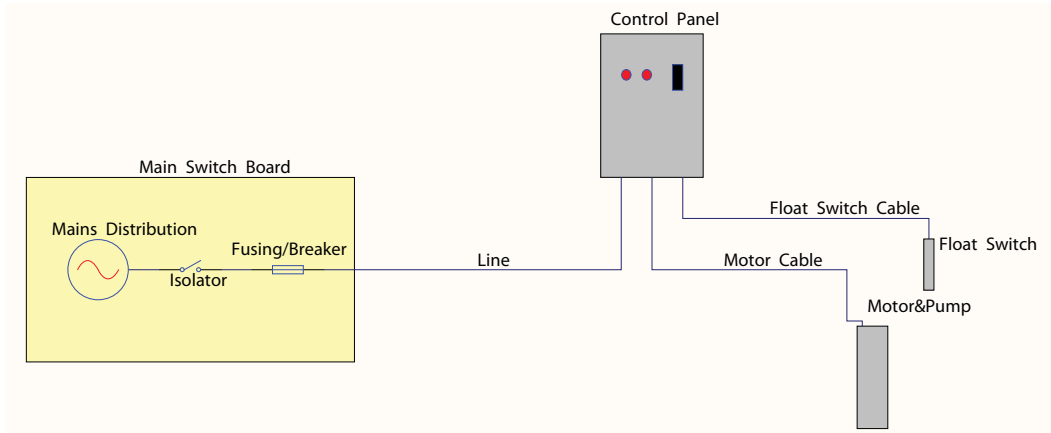 Control Panel
Main Switch Board
Mains Distribution
Fusing/Breaker
Isolator
Line
Float Switch Cable
Float Switch
Motor Cable
Motor&Pump